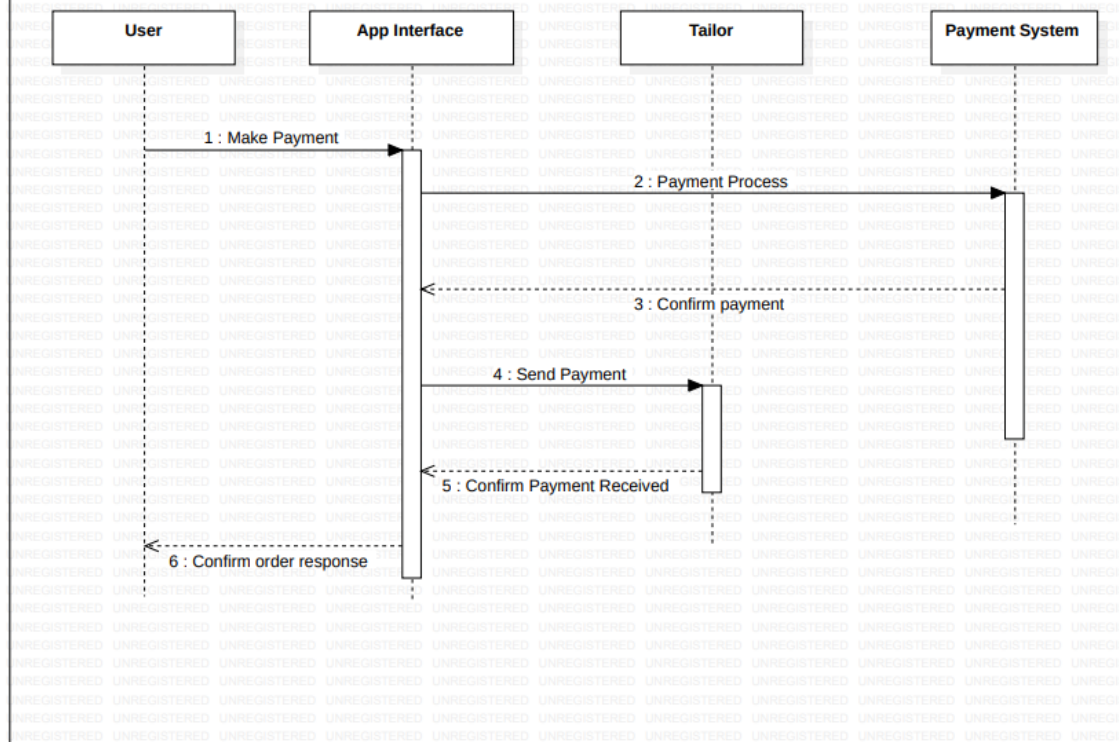 User
App Interface
Tailor
Payment System
1 : Make Payment
2 : Payment Process
3 : Confirm payment
4 : Send Payment
5 : Confirm Payment Received
6 : Confirm order response
UNREGISTERED